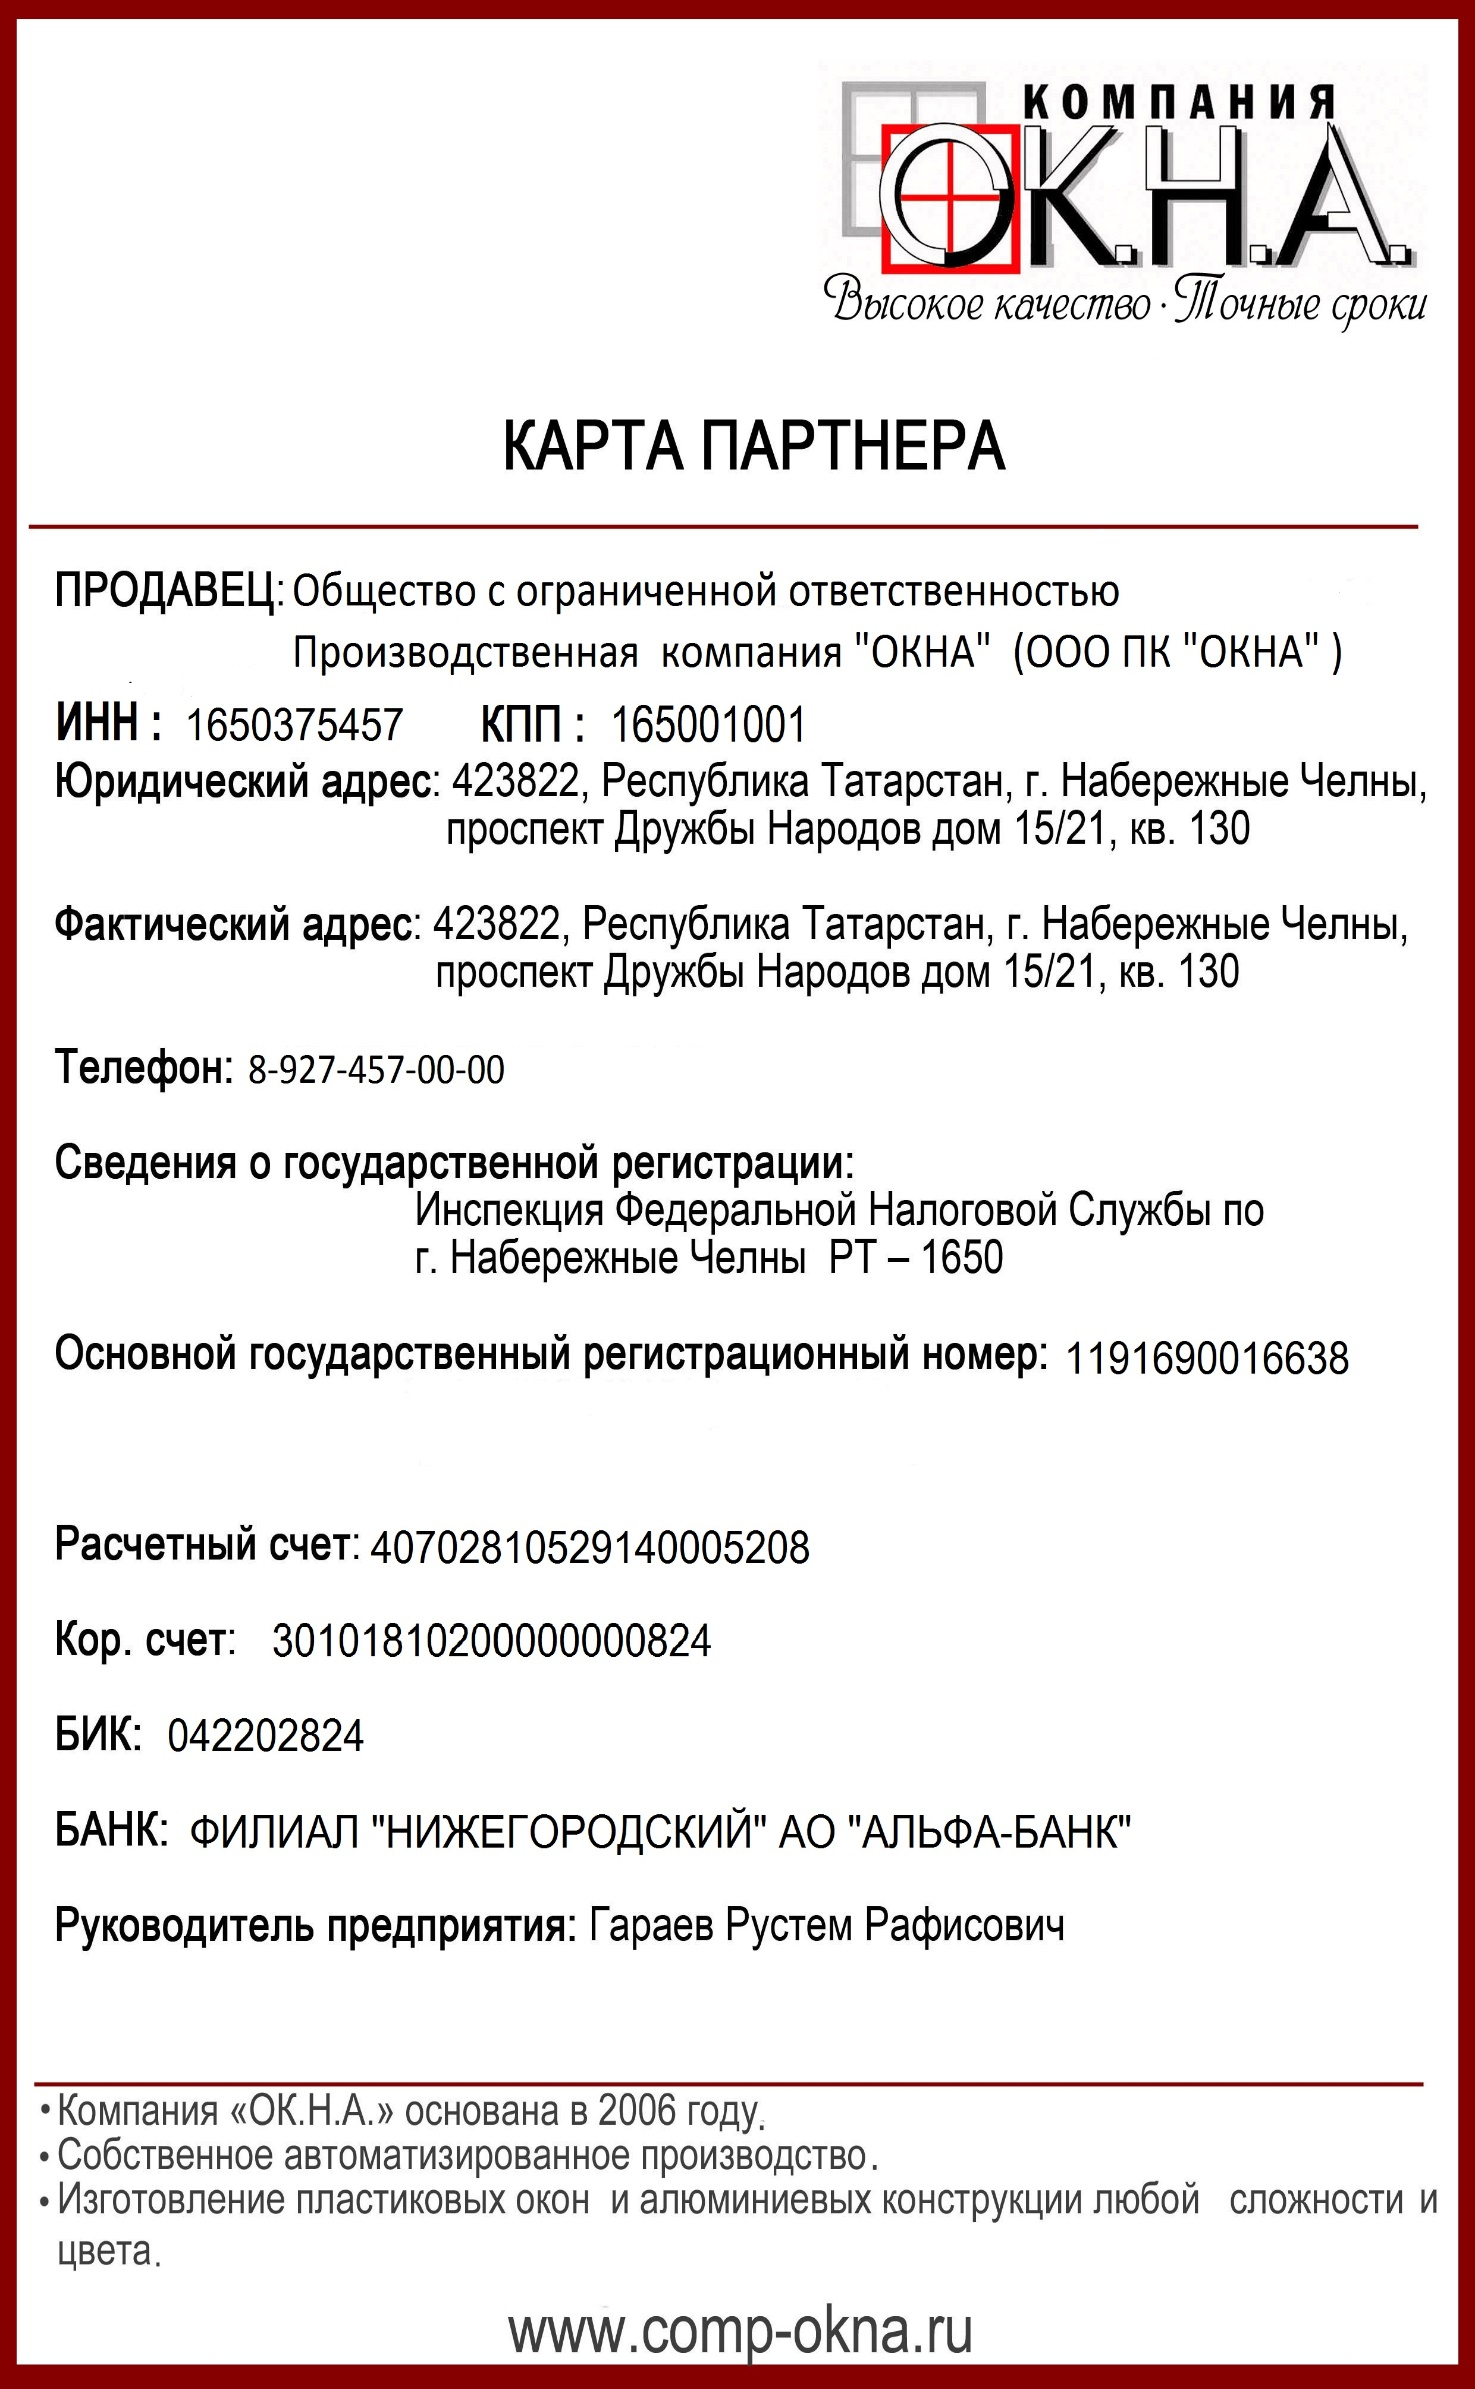 КОМПАНИЯ
ОК.Н.А.
Высокое качество · Точные сроки
КАРТА ПАРТНЕРА
ПРОДАВЕЦ: Общество с ограниченной ответственностью
Производственная компания "ОКНА" (ООО ПК "ОКНА" )
ИНН : 1650375457 КПП : 165001001
Юридический адрес: 423822, Республика Татарстан, г. Набережные Челны,
проспект Дружбы Народов дом 15/21, кв. 130
Фактический адрес: 423822, Республика Татарстан, г. Набережные Челны,
проспект Дружбы Народов дом 15/21, кв. 130
Телефон: 8-927-457-00-00
Сведения о государственной регистрации:
Инспекция Федеральной Налоговой Службы по
г. Набережные Челны РТ – 1650
Основной государственный регистрационный номер: 1191690016638
Расчетный счет: 40702810529140005208
Кор. счет: 30101810200000000824
БИК: 042202824
БАНК: ФИЛИАЛ "НИЖЕГОРОДСКИЙ" АО "АЛЬФА-БАНК"
Руководитель предприятия: Гараев Рустем Рафисович
• Компания «ОК.Н.А.» основана в 2006 году.
• Собственное автоматизированное производство.
• Изготовление пластиковых окон и алюминиевых конструкции любой сложности и
цвета.
www.comp-okna.ru